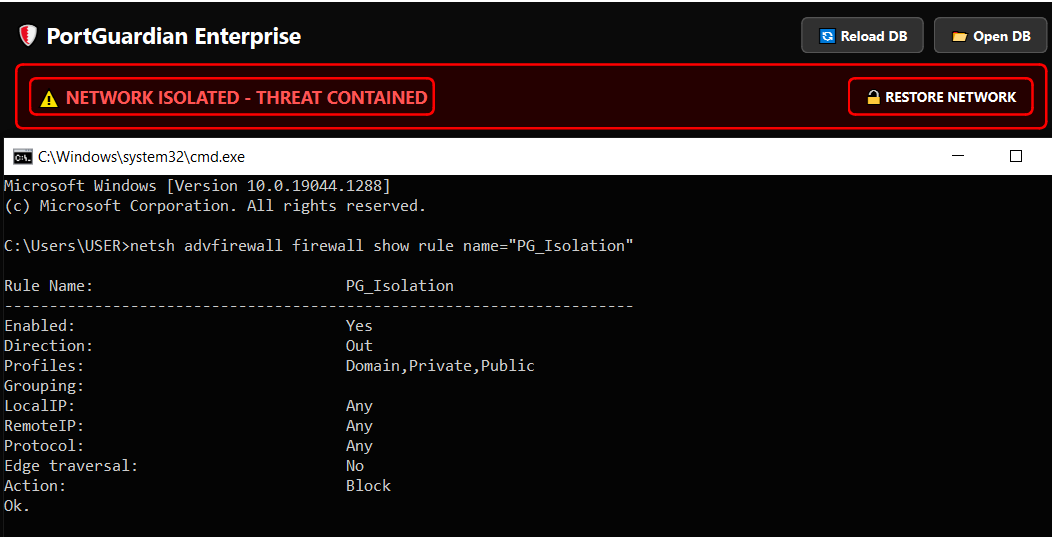 PortGuardian Enterprise
Reload DB
Open DB
NETWORK ISOLATED - THREAT CONTAINED
RESTORE NETWORK
C:\Windows\system32\cmd.exe
Microsoft Windows [Version 10.0.19044.1288]
(c) Microsoft Corporation. All rights reserved.
C:\Users\USER>netsh advfirewall firewall show rule name="PG_Isolation"
Rule Name: PG_Isolation
----------------------------------------------------------------------
Enabled: Yes
Direction: Out
Profiles: Domain,Private,Public
Grouping:
LocalIP: Any
RemoteIP: Any
Protocol: Any
Edge traversal: No
Action: Block
Ok.